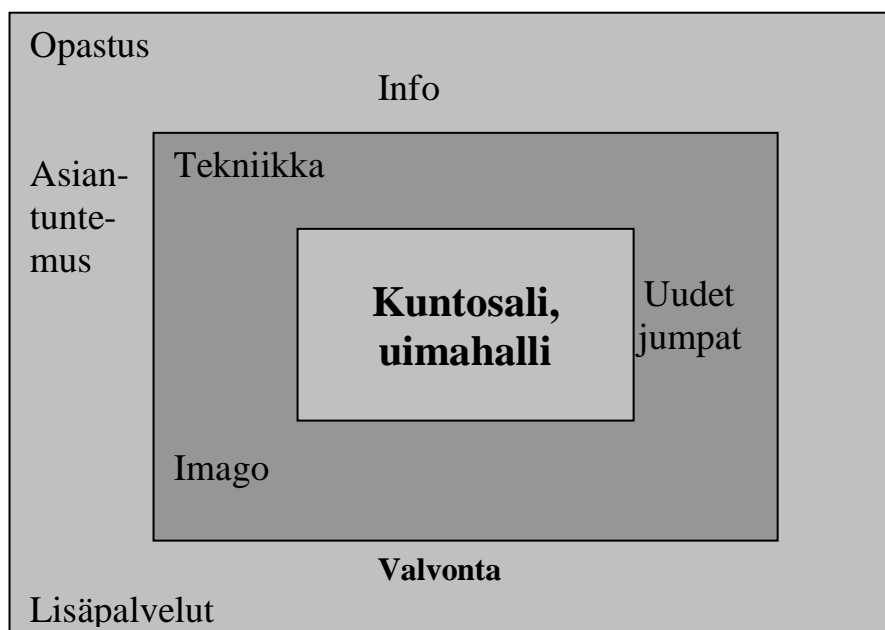 Opastus
Info
Asian-
tunte-
mus
Tekniikka
Kuntosali,
uimahalli
Uudet
jumpat
Imago
Valvonta
Lisäpalvelut